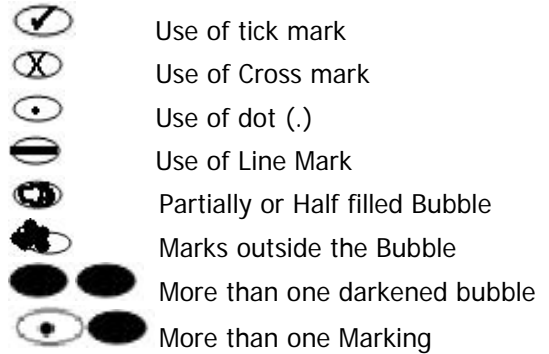 Use of tick mark
Use of Cross mark
Use of dot (.)
Use of Line Mark
Partially or Half filled Bubble
Marks outside the Bubble
More than one darkened bubble
More than one Marking